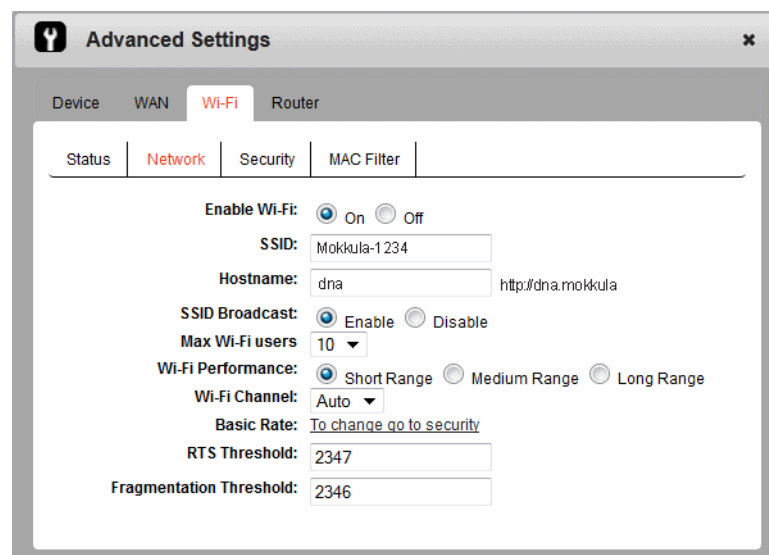 Advanced Settings
Device WAN Wi-Fi Router
Status Network Security MAC Filter
Enable Wi-Fi: On Off
SSID: Mokkula-1234
Hostname: dna http://dna.mokkula
SSID Broadcast: Enable Disable
Max Wi-Fi users 10
Wi-Fi Performance: Short Range Medium Range Long Range
Wi-Fi Channel: Auto
Basic Rate: To change go to security
RTS Threshold: 2347
Fragmentation Threshold: 2346